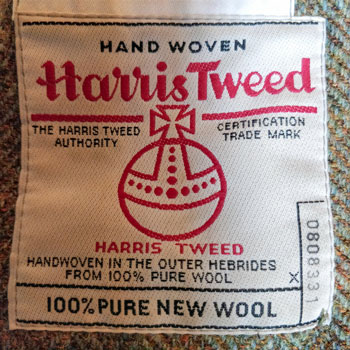 HAND WOVEN
Harris Tweed
THE HARRIS TWEED
AUTHORITY
CERTIFICATION
TRADE MARK
HARRIS TWEED
HANDWOVEN IN THE OUTER HEBRIDES
FROM 100% PURE WOOL
X
0808331
100% PURE NEW WOOL